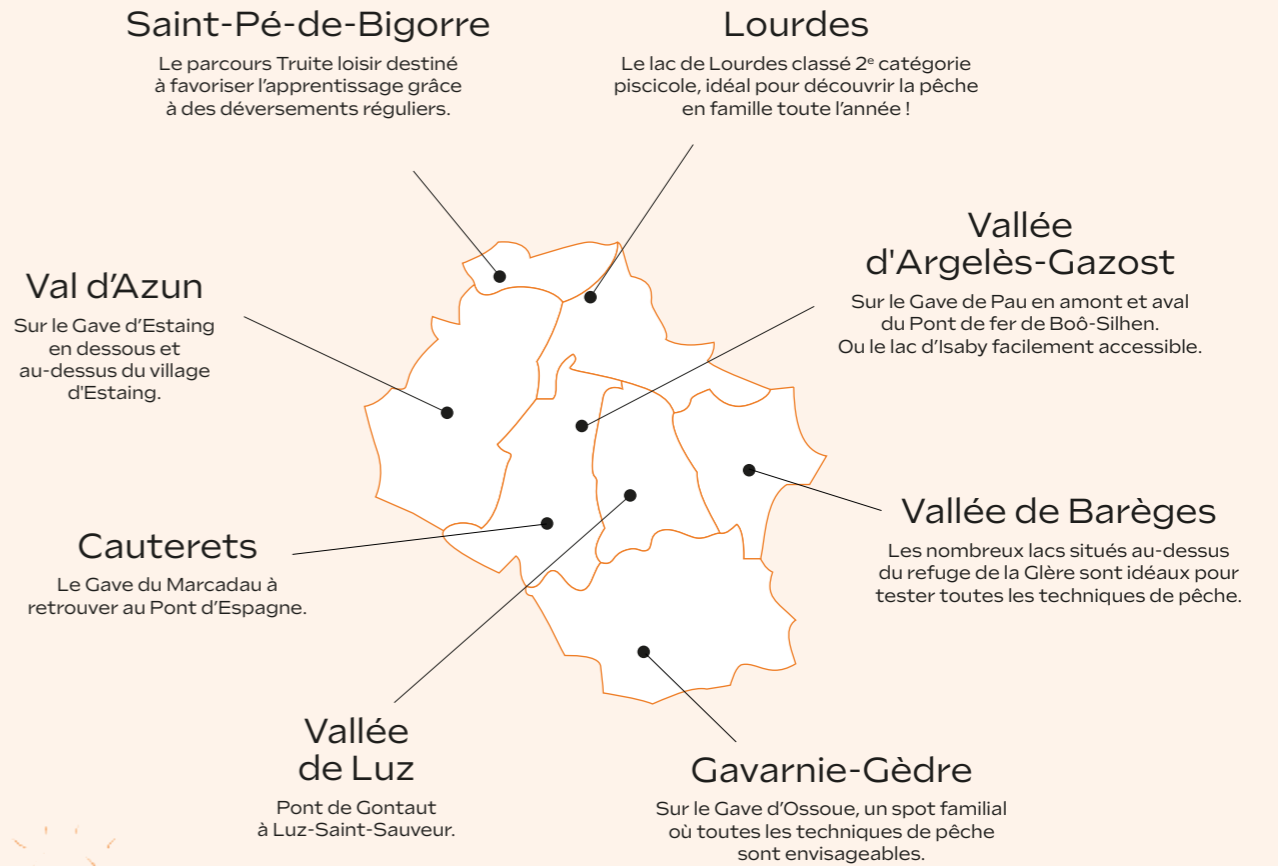 Saint-Pé-de-Bigorre
Le parcours Truite loisir destiné
à favoriser l'apprentissage grâce
à des déversements réguliers.
Lourdes
Le lac de Lourdes classé 2ᵉ catégorie
piscicole, idéal pour découvrir la pêche
en famille toute l'année !
Vallée
d'Argelès-Gazost
Sur le Gave de Pau en amont et aval
du Pont de fer de Boô-Silhen.
Ou le lac d'Isaby facilement accessible.
Val d'Azun
Sur le Gave d'Estaing
en dessous et
au-dessus du village
d'Estaing.
Vallée de Barèges
Les nombreux lacs situés au-dessus
du refuge de la Glère sont idéaux pour
tester toutes les techniques de pêche.
Cauterets
Le Gave du Marcadau à
retrouver au Pont d'Espagne.
Vallée
de Luz
Pont de Gontaut
à Luz-Saint-Sauveur.
Gavarnie-Gèdre
Sur le Gave d'Ossoue, un spot familial
où toutes les techniques de pêche
sont envisageables.